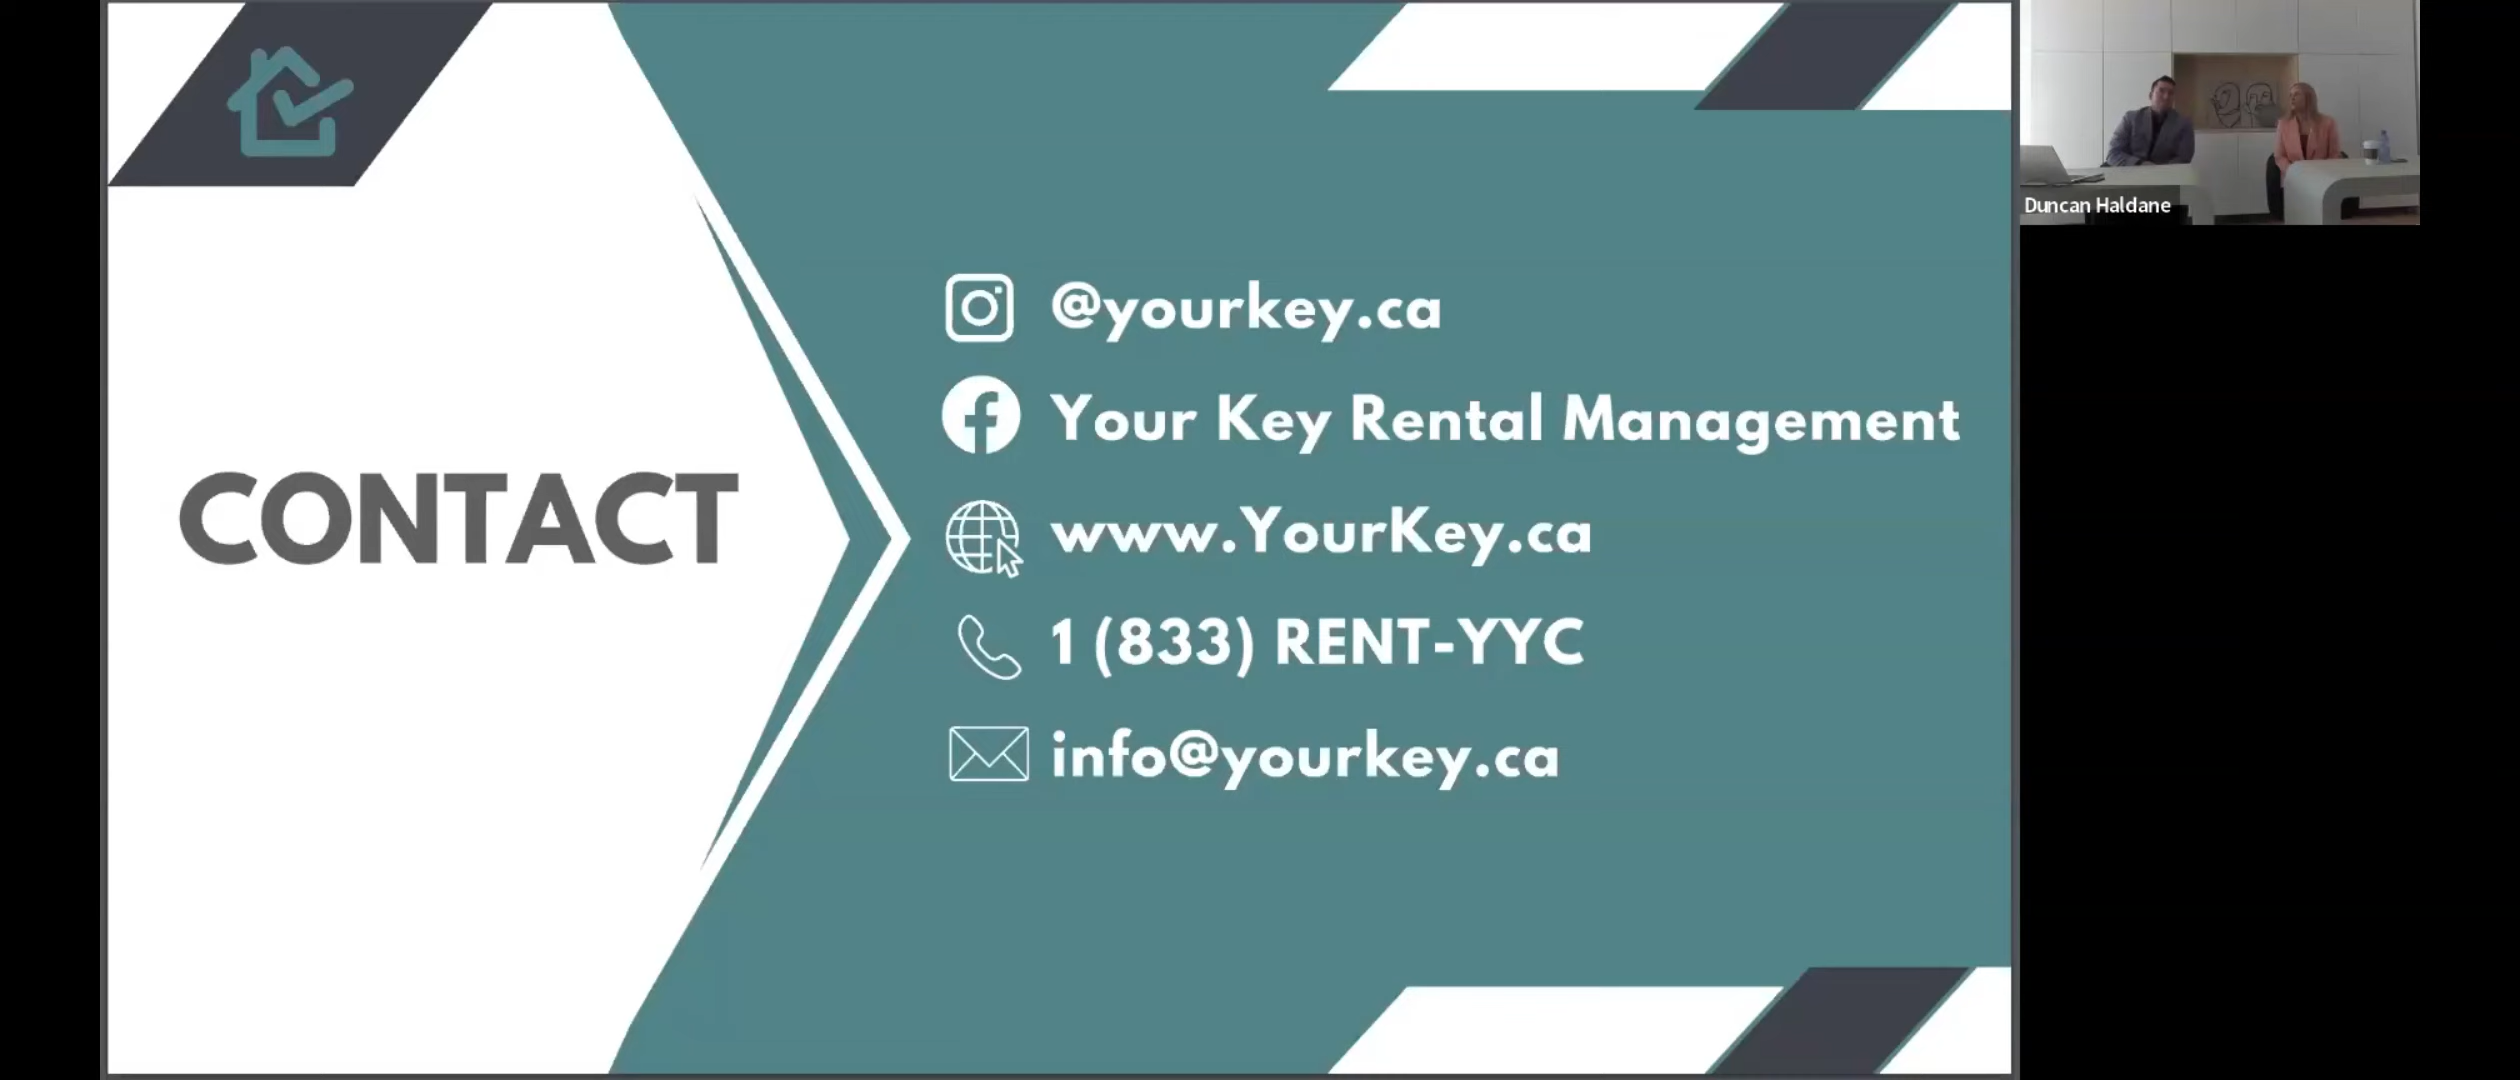 CONTACT
@yourkey.ca
Your Key Rental Management
www.YourKey.ca
1 (833) RENT-YYC
info@yourkey.ca
Duncan Haldane